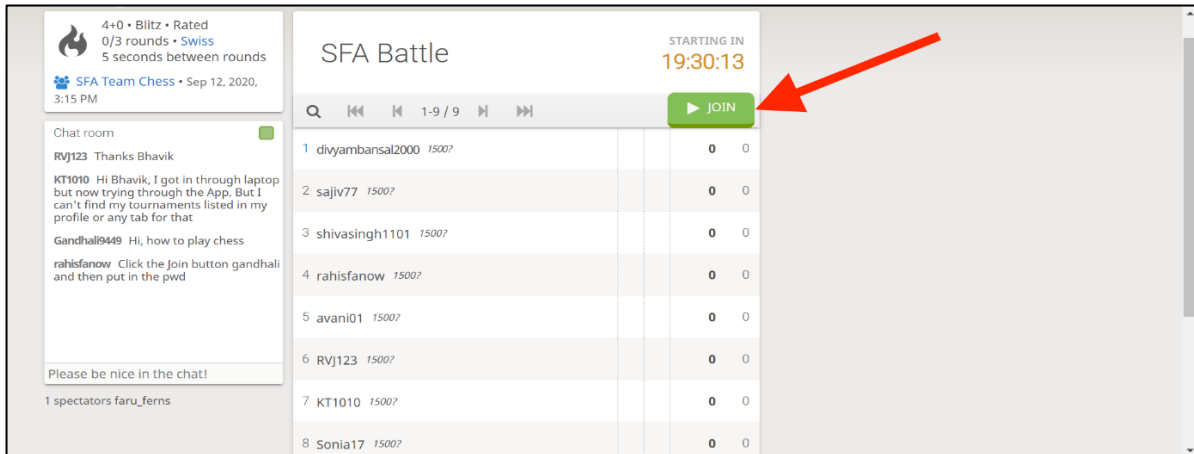 4+0 • Blitz • Rated
0/3 rounds • Swiss
5 seconds between rounds
SFA Team Chess • Sep 12, 2020,
3:15 PM
Chat room
RVJ123 Thanks Bhavik
KT1010 Hi Bhavik, I got in through laptop
but now trying through the App. But I
can't find my tournaments listed in my
profile or any tab for that
Gandhali9449 Hi, how to play chess
rahisfanow Click the Join button gandhali
and then put in the pwd
Please be nice in the chat!
1 spectators faru_ferns
SFA Battle
STARTING IN
19:30:13
1-9 / 9
JOIN
1 divyambansal2000 1500? 0 0
2 sajiv77 1500? 0 0
3 shivasingh1101 1500? 0 0
4 rahisfanow 1500? 0 0
5 avani01 1500? 0 0
6 RVJ123 1500? 0 0
7 KT1010 1500? 0 0
8 Sonia17 1500? 0 0